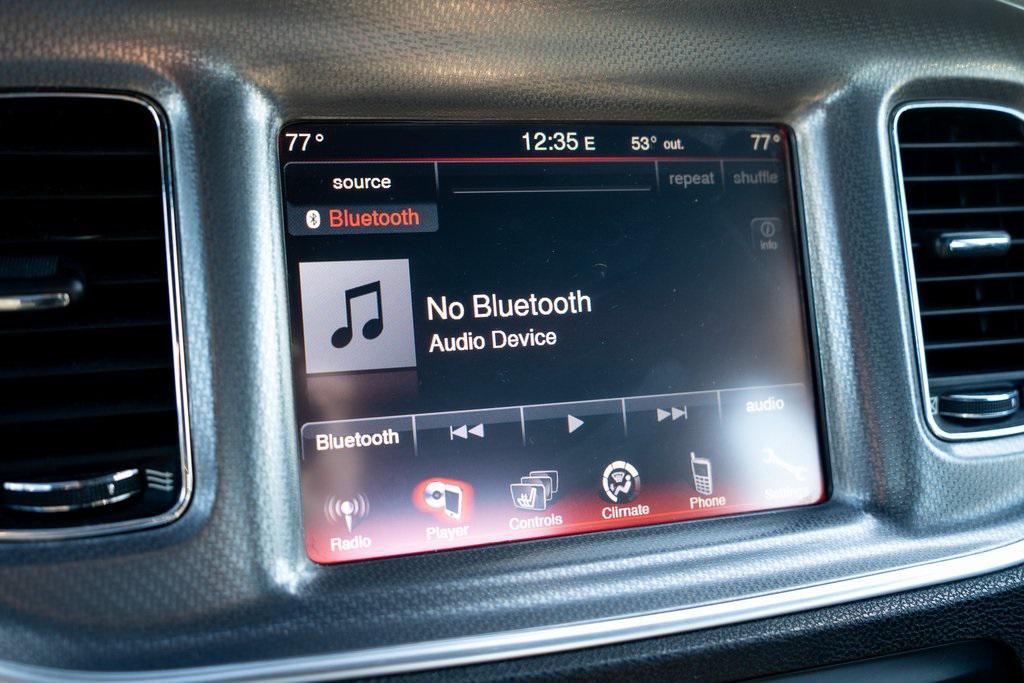 77° 12:35 E 53° out. 77°
source repeat shuffle
Bluetooth
info
No Bluetooth
Audio Device
Bluetooth audio
Radio Player Controls Climate Phone Settings